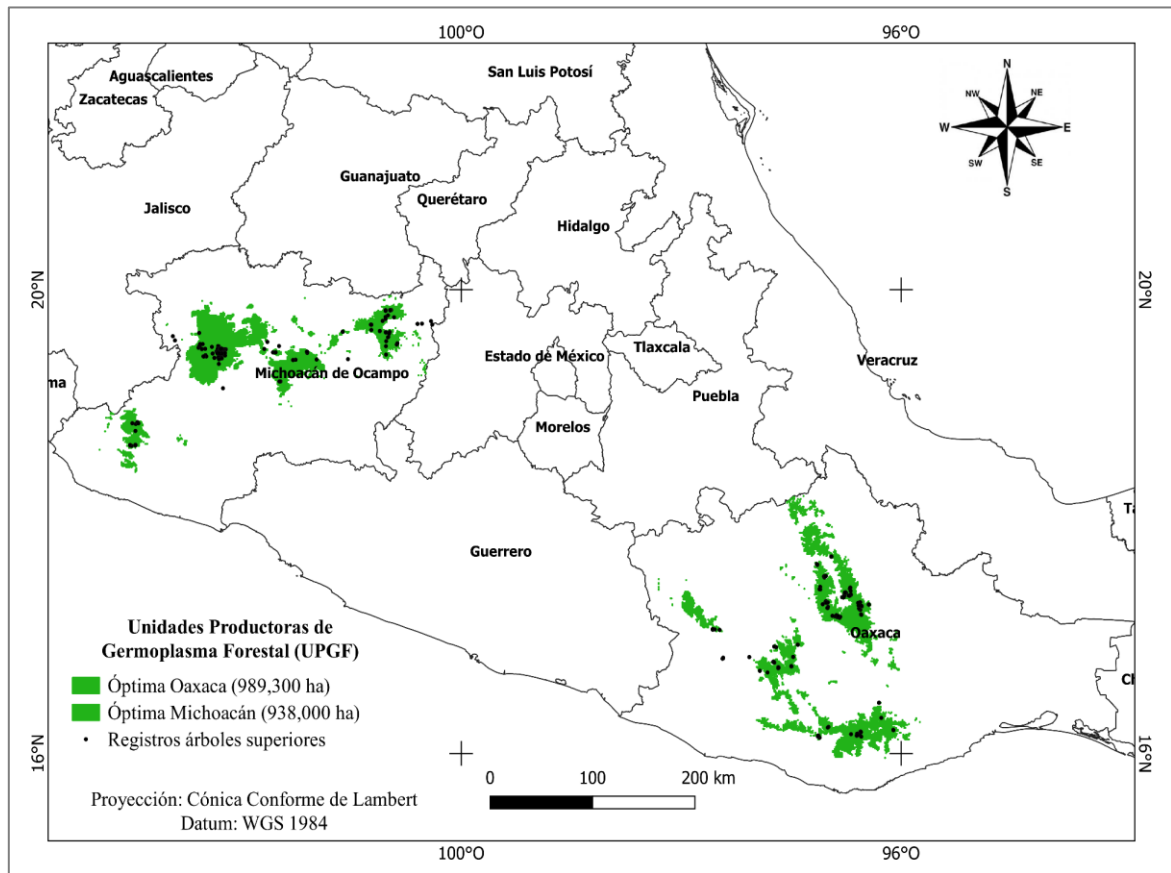 100°O
96°O
San Luis Potosí
Aguascalientes
Zacatecas
N
NW
NE
W
E
SW
SE
S
Guanajuato
Querétaro
Jalisco
Hidalgo
20°N
20°N
Tlaxcala
Estado de México
Veracruz
Michoacán de Ocampo
ma
Puebla
Morelos
Ta
Guerrero
Oaxaca
Ch
Unidades Productoras de
Germoplasma Forestal (UPGF)
Óptima Oaxaca (989,300 ha)
Óptima Michoacán (938,000 ha)
Registros árboles superiores
16°N
16°N
0 100 200 km
Proyección: Cónica Conforme de Lambert
Datum: WGS 1984
100°O
96°O